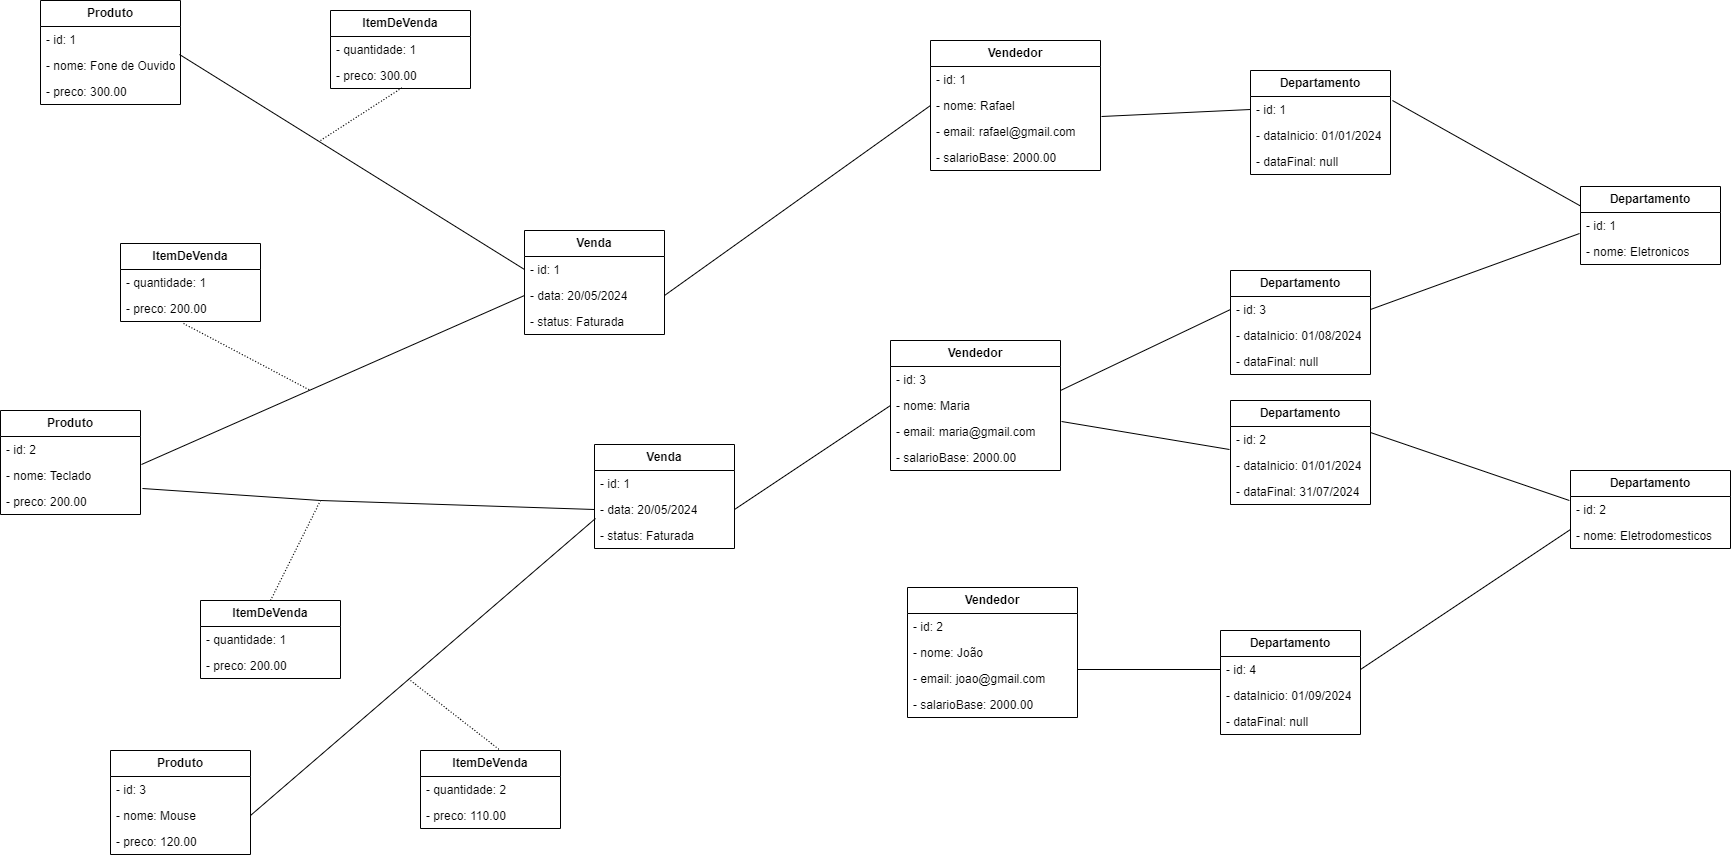 Produto
- id: 1
- nome: Fone de Ouvido
- preco: 300.00
ItemDeVenda
- quantidade: 1
- preco: 300.00
Vendedor
- id: 1
- nome: Rafael
- email: rafael@gmail.com
- salarioBase: 2000.00
Departamento
- id: 1
- dataInicio: 01/01/2024
- dataFinal: null
Departamento
- id: 1
- nome: Eletronicos
ItemDeVenda
- quantidade: 1
- preco: 200.00
Venda
- id: 1
- data: 20/05/2024
- status: Faturada
Departamento
- id: 3
- dataInicio: 01/08/2024
- dataFinal: null
Vendedor
- id: 3
- nome: Maria
- email: maria@gmail.com
- salarioBase: 2000.00
Departamento
- id: 2
- dataInicio: 01/01/2024
- dataFinal: 31/07/2024
Produto
- id: 2
- nome: Teclado
- preco: 200.00
Venda
- id: 1
- data: 20/05/2024
- status: Faturada
Departamento
- id: 2
- nome: Eletrodomesticos
ItemDeVenda
- quantidade: 1
- preco: 200.00
Vendedor
- id: 2
- nome: João
- email: joao@gmail.com
- salarioBase: 2000.00
Departamento
- id: 4
- dataInicio: 01/09/2024
- dataFinal: null
Produto
- id: 3
- nome: Mouse
- preco: 120.00
ItemDeVenda
- quantidade: 2
- preco: 110.00